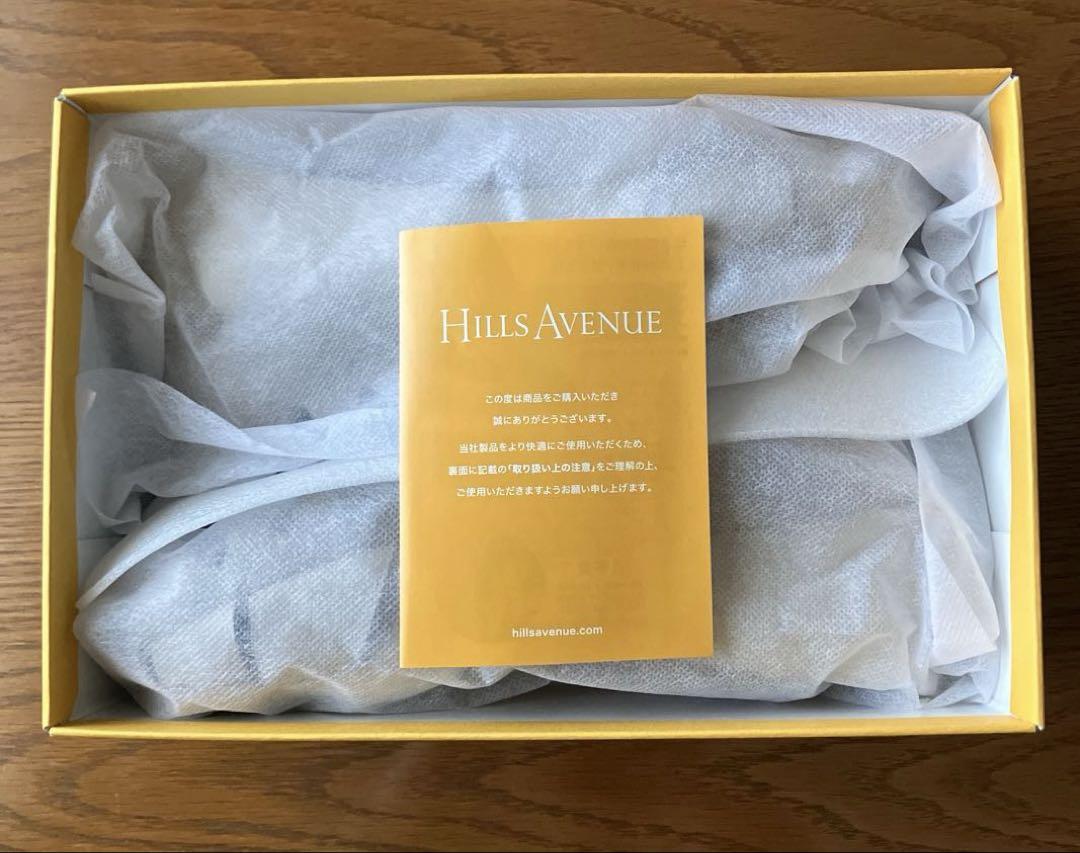 HILLS AVENUE
この度は商品をご購入いただき
誠にありがとうございます。
当社製品をより快適にご使用いただくため、
裏面に記載の「取り扱い上の注意」をご理解の上、
ご使用いただきますようお願い申し上げます。
hillsavenue.com